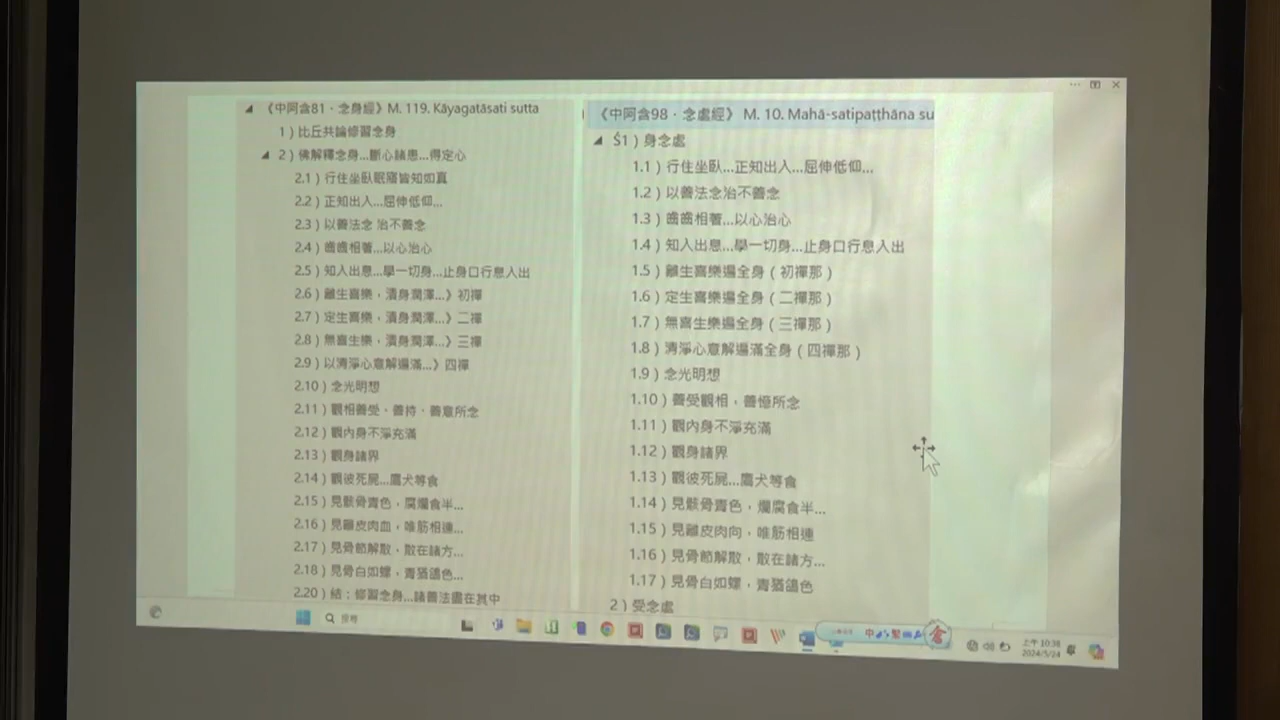 《中阿含81．念身經》M. 119. Kāyagatāsati sutta
1）比丘共論修習念身
2）佛解釋念身...斷心諸患...得定心
2.1）行住坐臥眠寤皆知如真
2.2）正知出入...屈伸低仰...
2.3）以善法念 治不善念
2.4）齒齒相著...以心治心
2.5）知入出息...學一切身...止身口行息入出
2.6）離生喜樂，漬身潤澤...》初禪
2.7）定生喜樂，漬身潤澤...》二禪
2.8）無喜生樂，漬身潤澤...》三禪
2.9）以清淨心意解遍滿...》四禪
2.10）念光明想
2.11）觀相善受、善持、善意所念
2.12）觀內身不淨充滿
2.13）觀身諸界
2.14）觀彼死屍...鷹犬等食
2.15）見骸骨青色，腐爛食半...
2.16）見離皮肉血，唯筋相連...
2.17）見骨節解散，散在諸方...
2.18）見骨白如螺，青猶鴿色...
2.20）結：修習念身...諸善法盡在其中
《中阿含98．念處經》 M. 10. Mahā-satipaṭṭhāna su
Ś1）身念處
1.1）行住坐臥...正知出入...屈伸低仰...
1.2）以善法念治不善念
1.3）齒齒相著...以心治心
1.4）知入出息...學一切身...止身口行息入出
1.5）離生喜樂遍全身（初禪那）
1.6）定生喜樂遍全身（二禪那）
1.7）無喜生樂遍全身（三禪那）
1.8）清淨心意解遍滿全身（四禪那）
1.9）念光明想
1.10）善受觀相，善憶所念
1.11）觀內身不淨充滿
1.12）觀身諸界
1.13）觀彼死屍...鷹犬等食
1.14）見骸骨青色，爛腐食半...
1.15）見離皮肉向，唯筋相連
1.16）見骨節解散，散在諸方...
1.17）見骨白如螺，青猶鴿色
2）受念處
搜尋
中
繁
倉
上午 10:38
2024/5/24